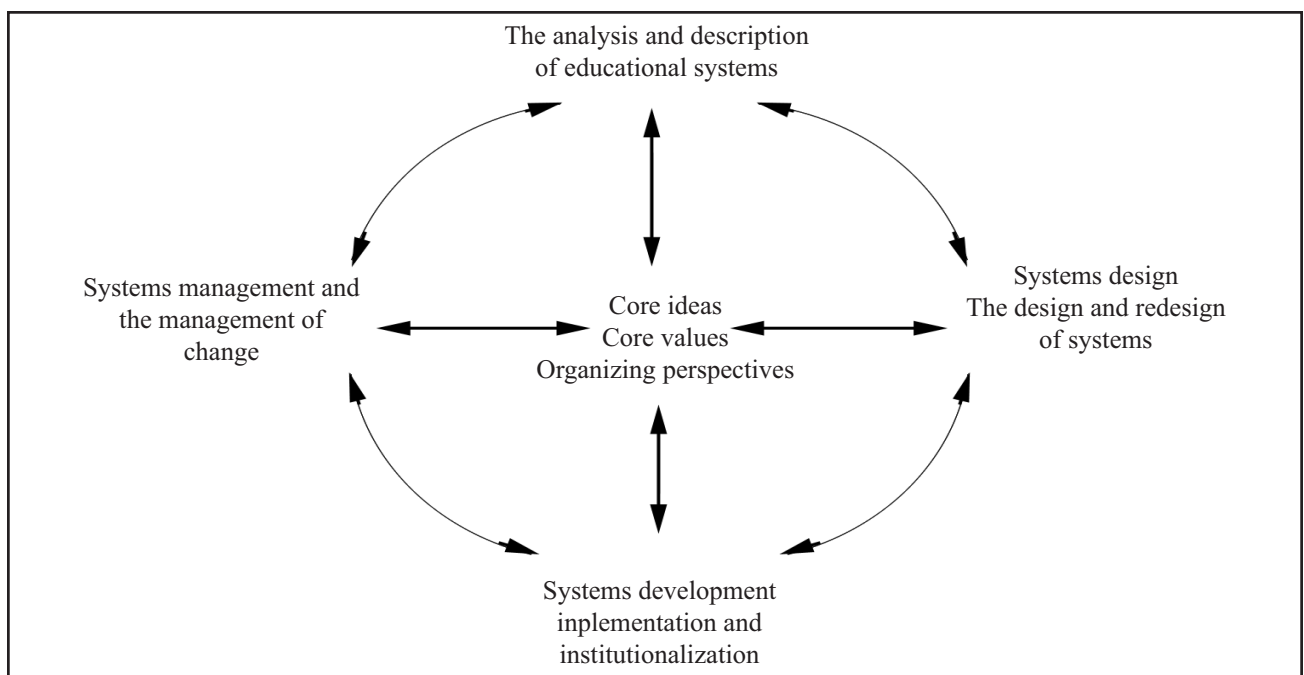 The analysis and description
of educational systems
Systems management and
the management of
change
Core ideas
Core values
Organizing perspectives
Systems design
The design and redesign
of systems
Systems development
inplementation and
institutionalization